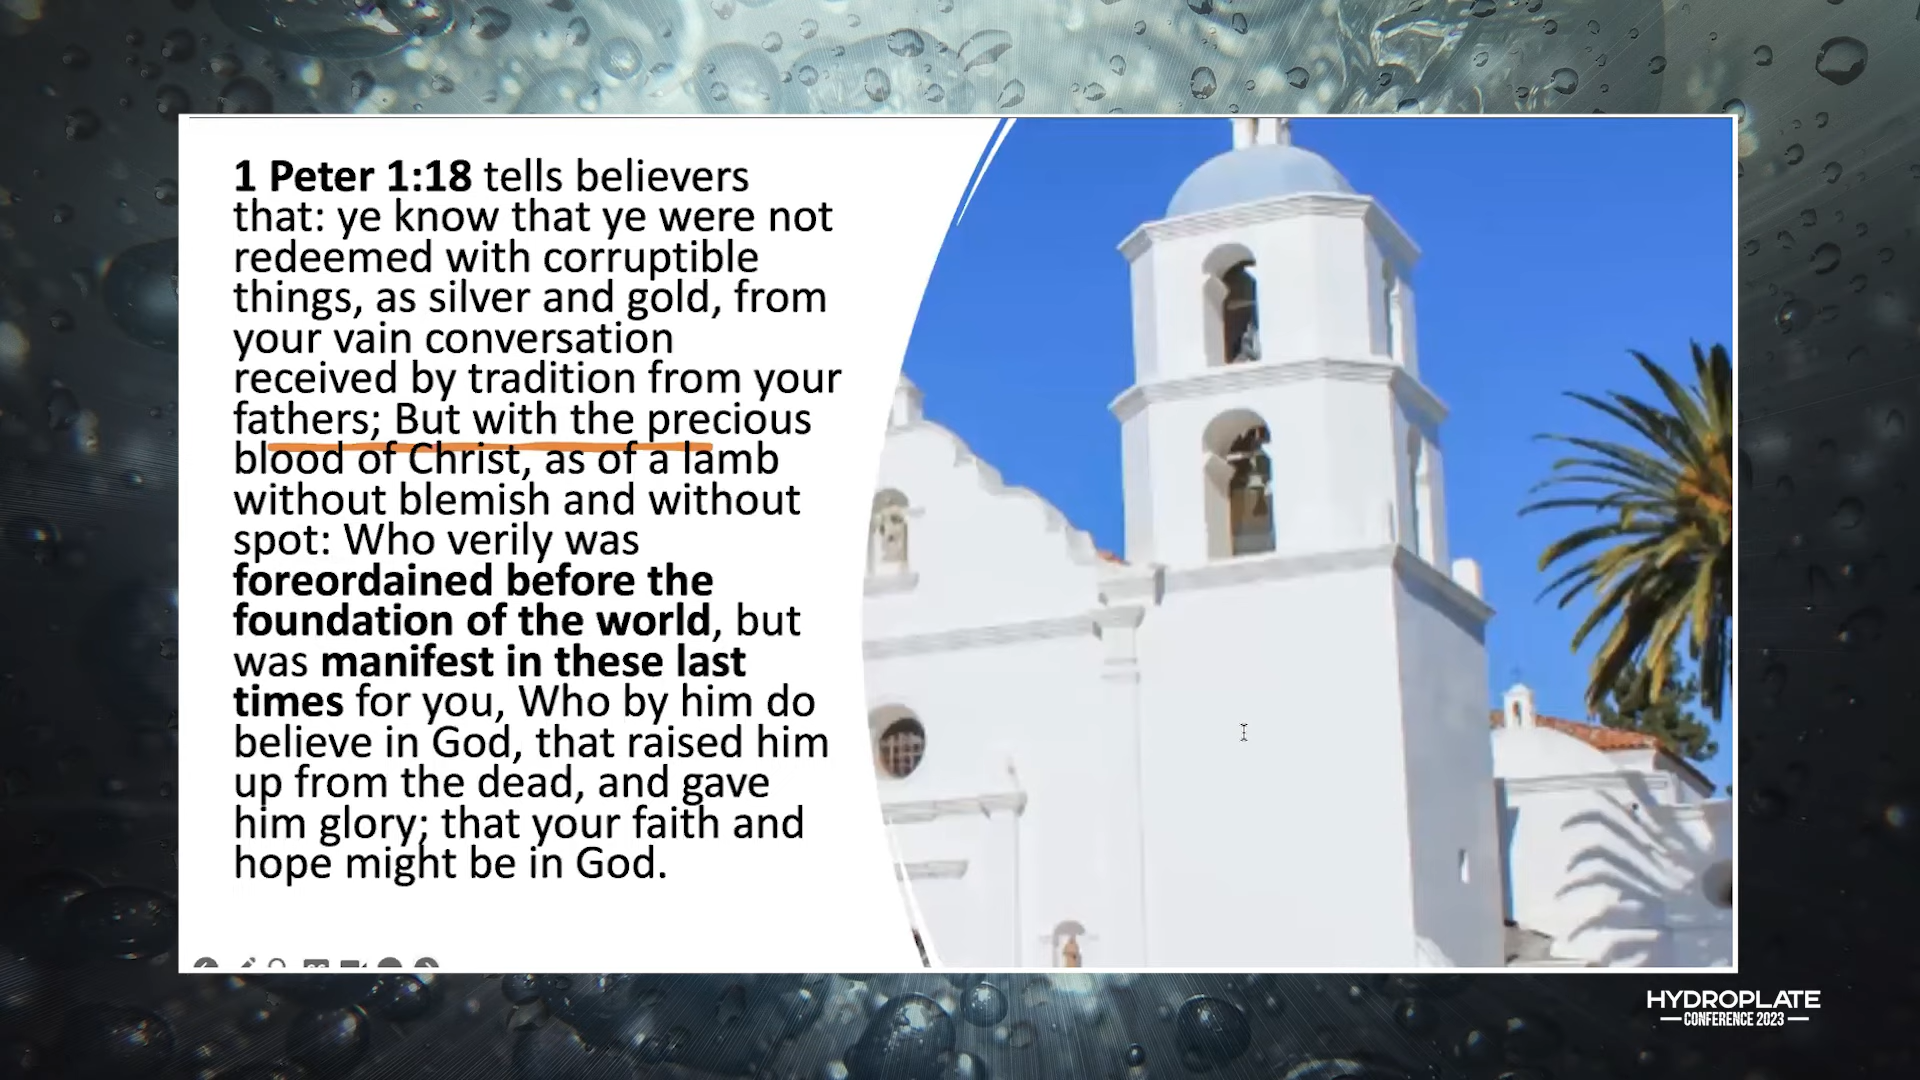 1 Peter 1:18 tells believers
that: ye know that ye were not
redeemed with corruptible
things, as silver and gold, from
your vain conversation
received by tradition from your
fathers; But with the precious
blood of Christ, as of a lamb
without blemish and without
spot: Who verily was
foreordained before the
foundation of the world, but
was manifest in these last
times for you, Who by him do
believe in God, that raised him
up from the dead, and gave
him glory; that your faith and
hope might be in God.
HYDROPLATE
CONFERENCE 2023